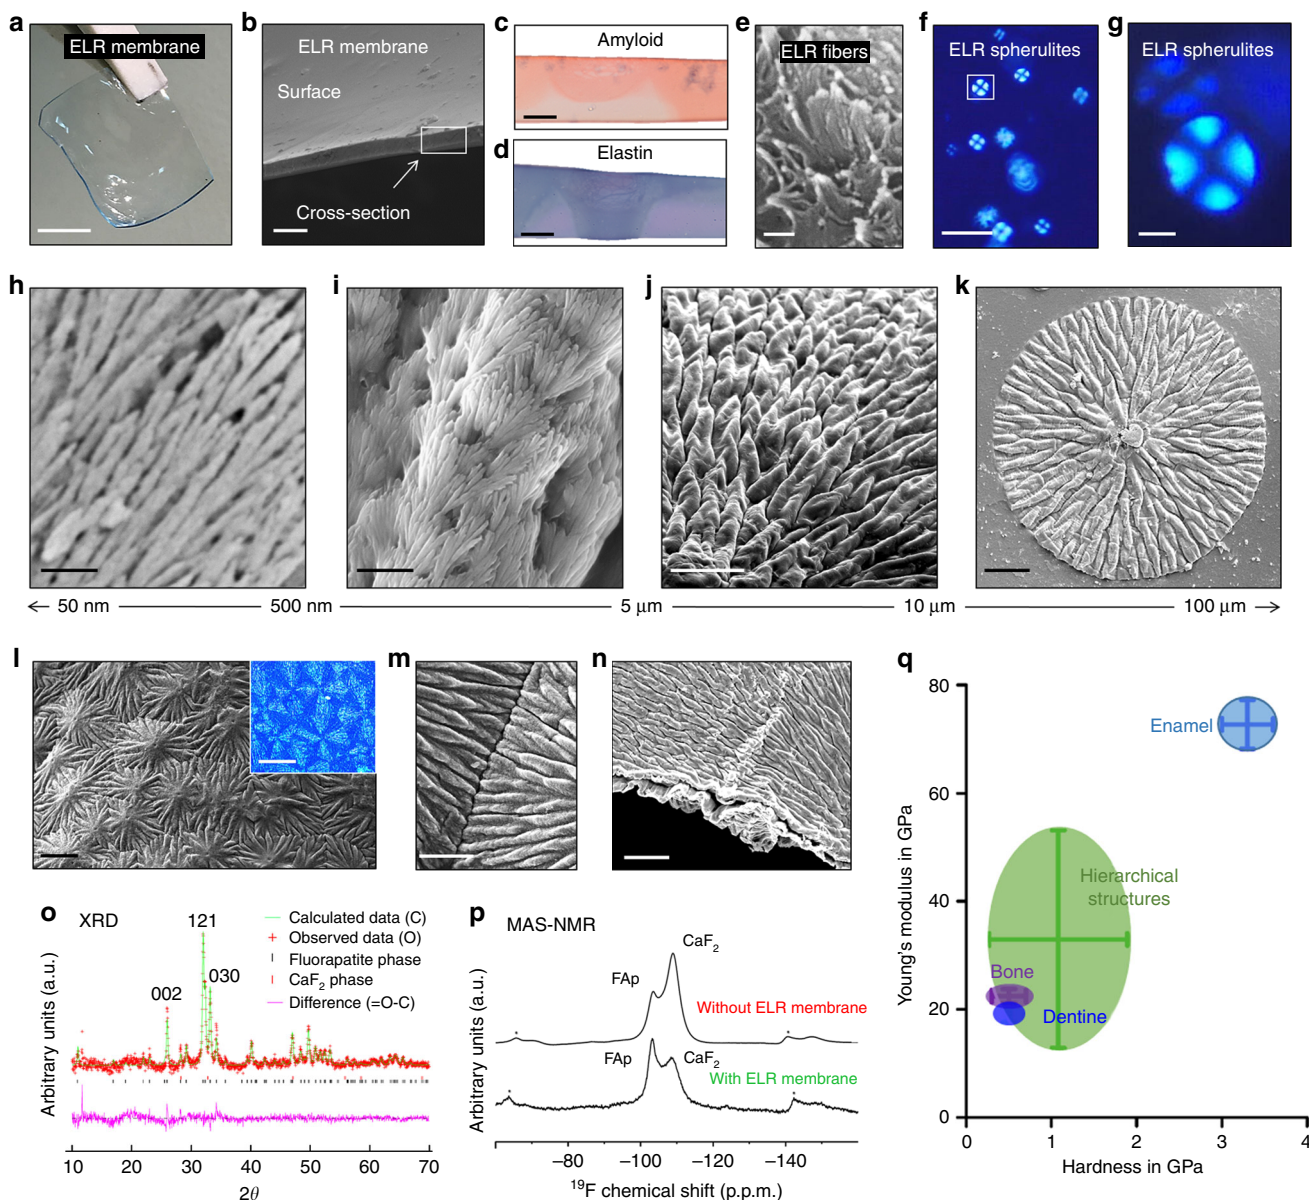 a
ELR membrane
b
ELR membrane
Surface
Cross-section
c
Amyloid
d
Elastin
e
ELR fibers
f
ELR spherulites
g
ELR spherulites
h
i
j
k
50 nm
500 nm
5 μm
10 μm
100 μm
l
m
n
o
XRD
121
030
002
Calculated data (C)
Observed data (O)
Fluorapatite phase
CaF₂ phase
Difference (=O-C)
Arbitrary units (a.u.)
10 20 30 40 50 60 70
2θ
p
MAS-NMR
CaF₂
FAp
Without ELR membrane
*
*
FAp
CaF₂
With ELR membrane
*
*
Arbitrary units (a.u.)
–80 –100 –120 –140
¹⁹F chemical shift (p.p.m.)
q
80
60
40
20
0
Young's modulus in GPa
Enamel
Hierarchical
structures
Bone
Dentine
0 1 2 3 4
Hardness in GPa